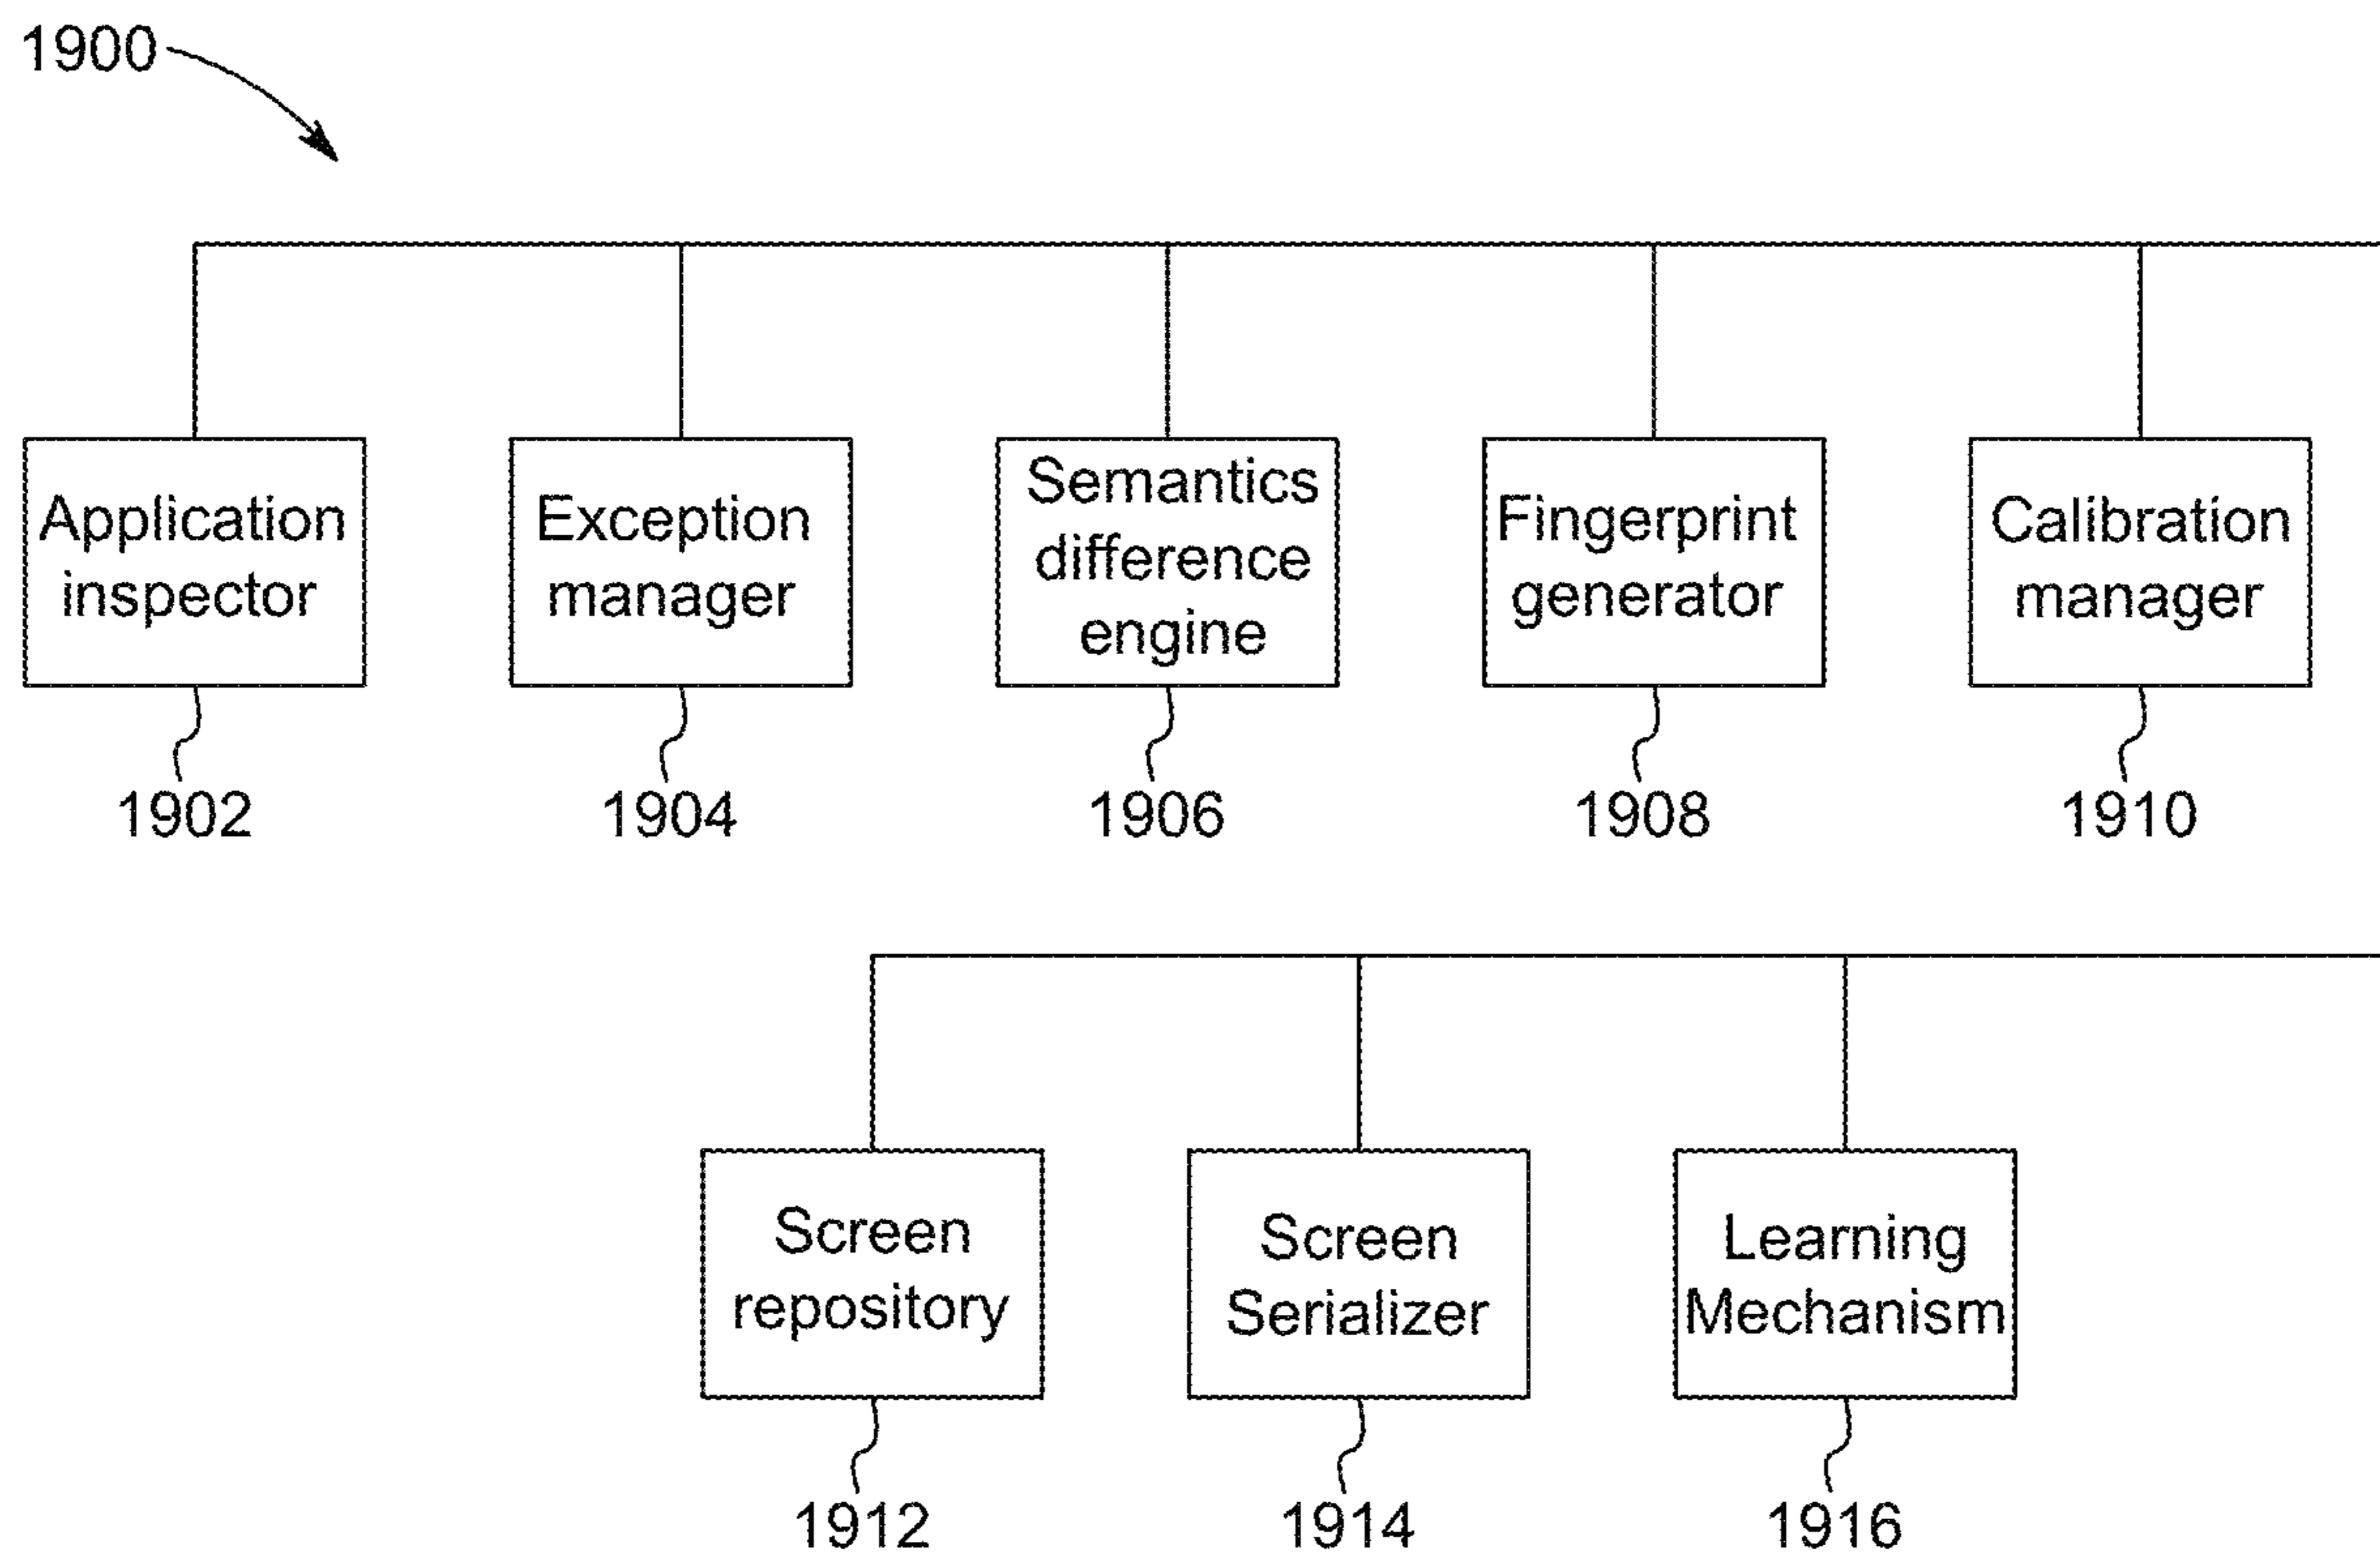 1900
Application
inspector
Exception
manager
Semantics
difference
engine
Fingerprint
generator
Calibration
manager
1902
1904
1906
1908
1910
Screen
repository
Screen
Serializer
Learning
Mechanism
1912
1914
1916